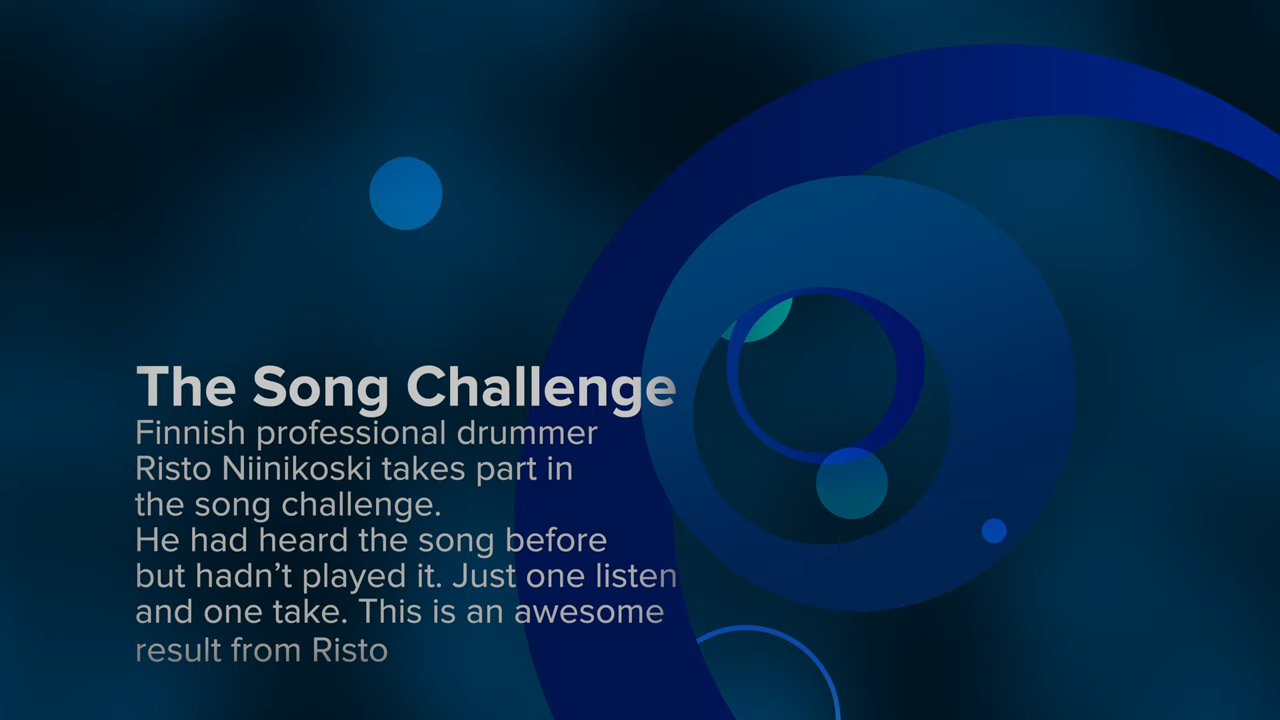 The Song Challenge
Finnish professional drummer
Risto Niinikoski takes part in
the song challenge.
He had heard the song before
but hadn’t played it. Just one listen
and one take. This is an awesome
result from Risto